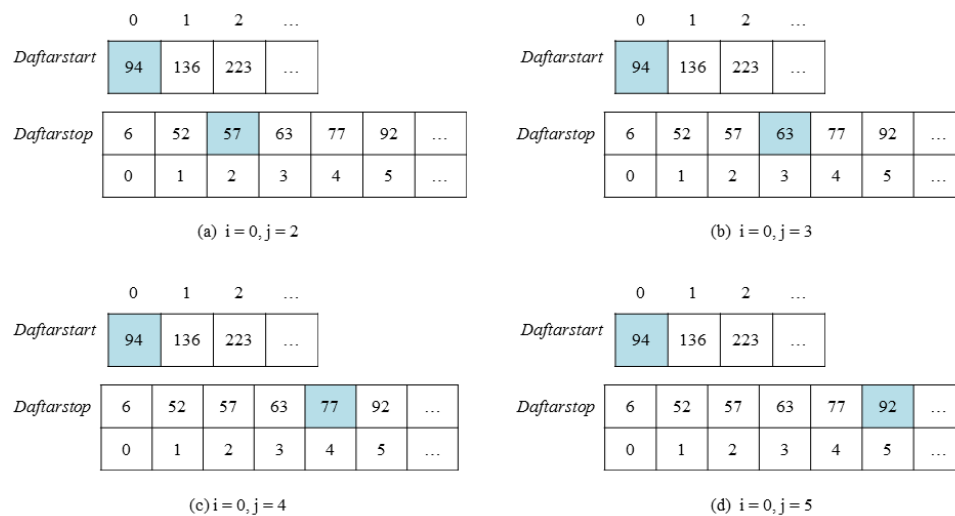 0 1 2 …
Daftarstart 94 136 223 …
Daftarstop 6 52 57 63 77 92 …
0 1 2 3 4 5 …
(a) i = 0, j = 2
0 1 2 …
Daftarstart 94 136 223 …
Daftarstop 6 52 57 63 77 92 …
0 1 2 3 4 5 …
(b) i = 0, j = 3
0 1 2 …
Daftarstart 94 136 223 …
Daftarstop 6 52 57 63 77 92 …
0 1 2 3 4 5 …
(c) i = 0, j = 4
0 1 2 …
Daftarstart 94 136 223 …
Daftarstop 6 52 57 63 77 92 …
0 1 2 3 4 5 …
(d) i = 0, j = 5